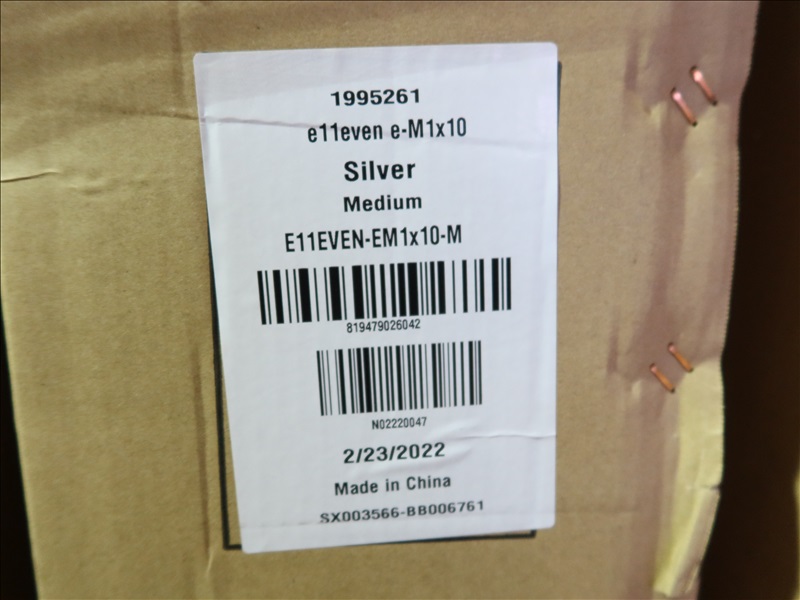 1995261
e11even e-M1x10
Silver
Medium
E11EVEN-EM1x10-M
819479026042
N02220047
2/23/2022
Made in China
SX003566-BB006761